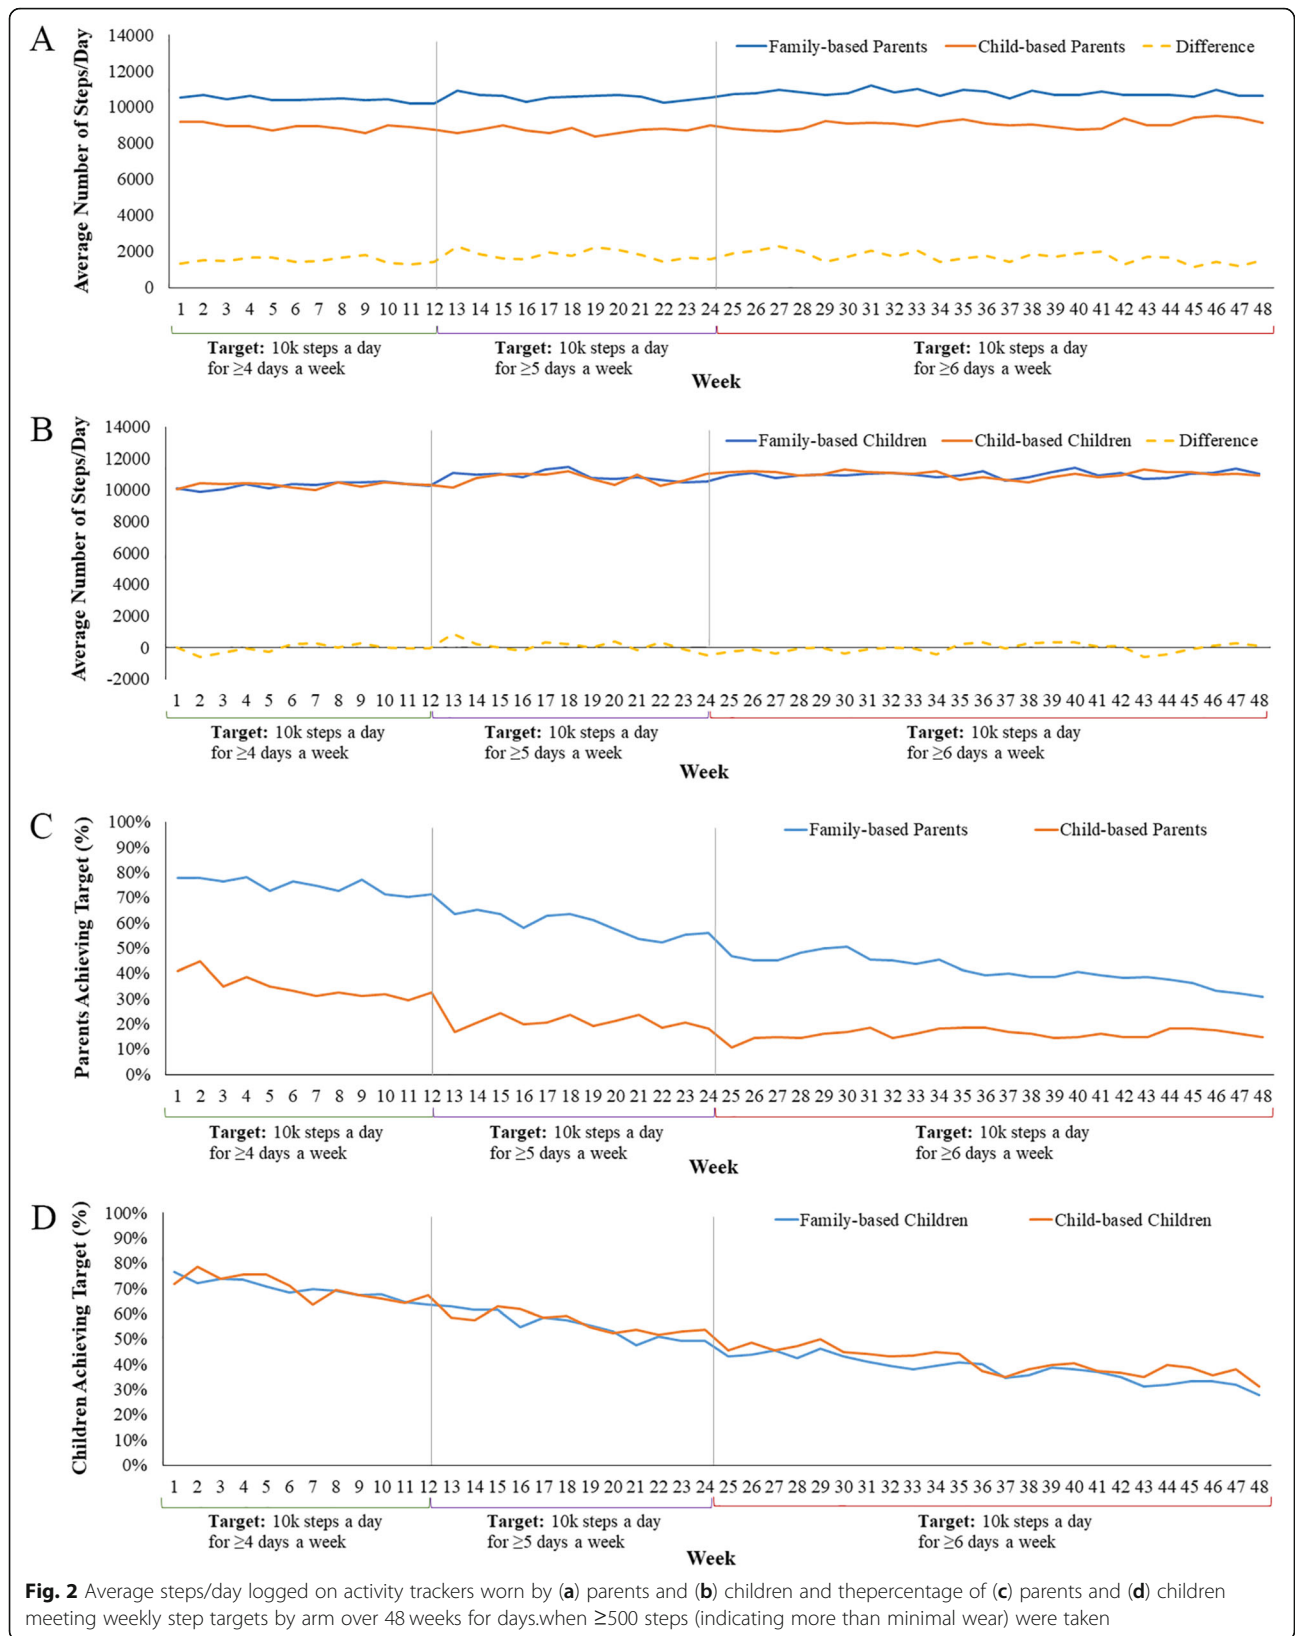 A
Average Number of Steps/Day
14000
12000
10000
8000
6000
4000
2000
0
Family-based Parents Child-based Parents Difference
1 2 3 4 5 6 7 8 9 10 11 12 13 14 15 16 17 18 19 20 21 22 23 24 25 26 27 28 29 30 31 32 33 34 35 36 37 38 39 40 41 42 43 44 45 46 47 48
Target: 10k steps a day Target: 10k steps a day Target: 10k steps a day
for ≥4 days a week for ≥5 days a week for ≥6 days a week
Week
B
Average Number of Steps/Day
14000
12000
10000
8000
6000
4000
2000
0
-2000
Family-based Children Child-based Children Difference
1 2 3 4 5 6 7 8 9 10 11 12 13 14 15 16 17 18 19 20 21 22 23 24 25 26 27 28 29 30 31 32 33 34 35 36 37 38 39 40 41 42 43 44 45 46 47 48
Target: 10k steps a day Target: 10k steps a day Target: 10k steps a day
for ≥4 days a week for ≥5 days a week for ≥6 days a week
Week
C
Parents Achieving Target (%)
100%
90%
80%
70%
60%
50%
40%
30%
20%
10%
0%
Family-based Parents Child-based Parents
1 2 3 4 5 6 7 8 9 10 11 12 13 14 15 16 17 18 19 20 21 22 23 24 25 26 27 28 29 30 31 32 33 34 35 36 37 38 39 40 41 42 43 44 45 46 47 48
Target: 10k steps a day Target: 10k steps a day Target: 10k steps a day
for ≥4 days a week for ≥5 days a week for ≥6 days a week
Week
D
Children Achieving Target (%)
100%
90%
80%
70%
60%
50%
40%
30%
20%
10%
0%
Family-based Children Child-based Children
1 2 3 4 5 6 7 8 9 10 11 12 13 14 15 16 17 18 19 20 21 22 23 24 25 26 27 28 29 30 31 32 33 34 35 36 37 38 39 40 41 42 43 44 45 46 47 48
Target: 10k steps a day Target: 10k steps a day Target: 10k steps a day
for ≥4 days a week for ≥5 days a week for ≥6 days a week
Week
Fig. 2 Average steps/day logged on activity trackers worn by (a) parents and (b) children and thepercentage of (c) parents and (d) children
meeting weekly step targets by arm over 48 weeks for days.when ≥500 steps (indicating more than minimal wear) were taken